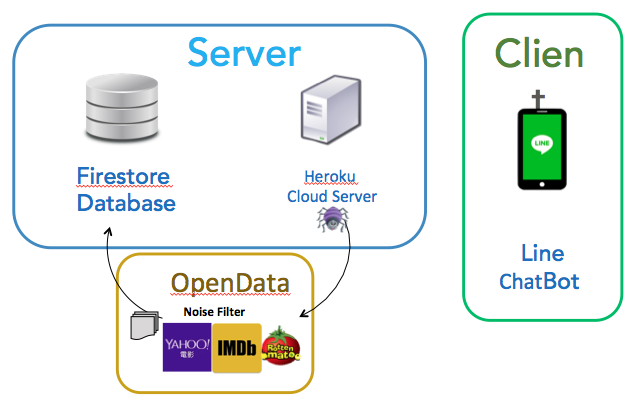 Server
Firestore
Database
Heroku
Cloud Server
OpenData
Noise Filter
YAHOO!
電影
IMDb
Rotten
Tomatoes
Clien
t
LINE
Line
ChatBot